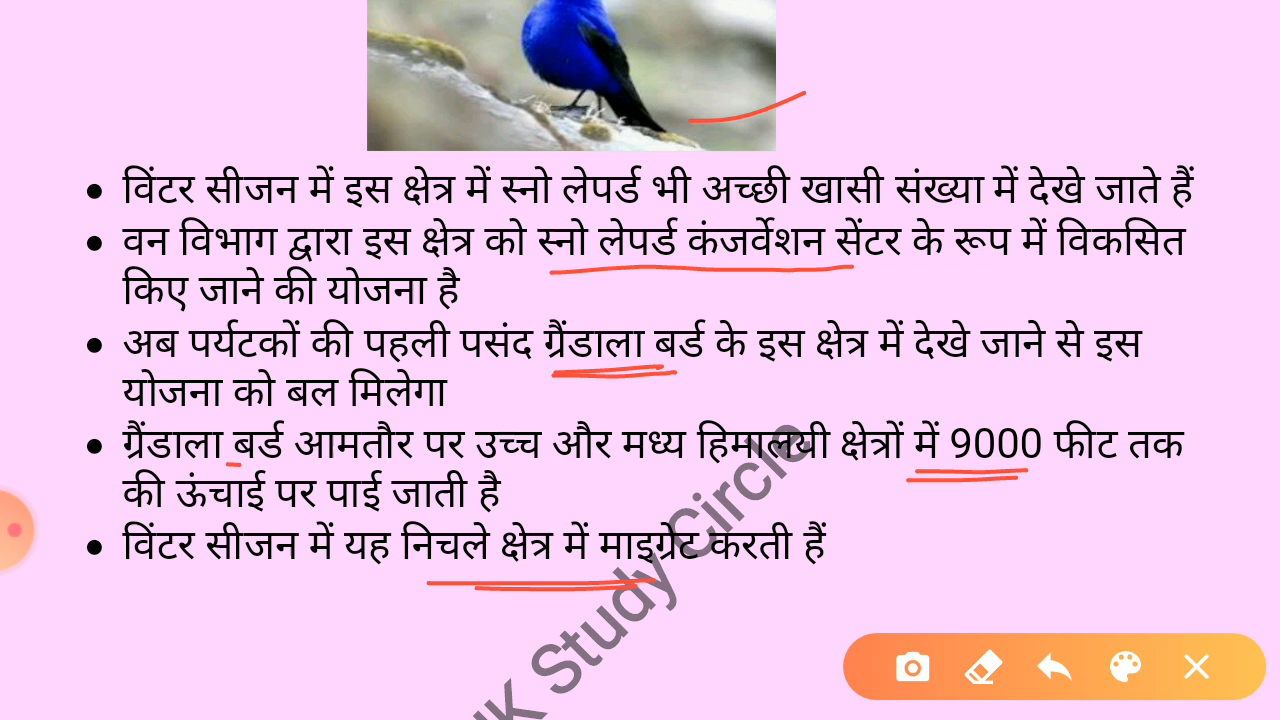 विंटर सीजन में इस क्षेत्र में स्नो लेपर्ड भी अच्छी खासी संख्या में देखे जाते हैं
वन विभाग द्वारा इस क्षेत्र को स्नो लेपर्ड कंजर्वेशन सेंटर के रूप में विकसित
किए जाने की योजना है
अब पर्यटकों की पहली पसंद ग्रैंडाला बर्ड के इस क्षेत्र में देखे जाने से इस
योजना को बल मिलेगा
ग्रैंडाला बर्ड आमतौर पर उच्च और मध्य हिमालयी क्षेत्रों में 9000 फीट तक
की ऊंचाई पर पाई जाती है
विंटर सीजन में यह निचले क्षेत्र में माइग्रेट करती हैं
UK Study Circle